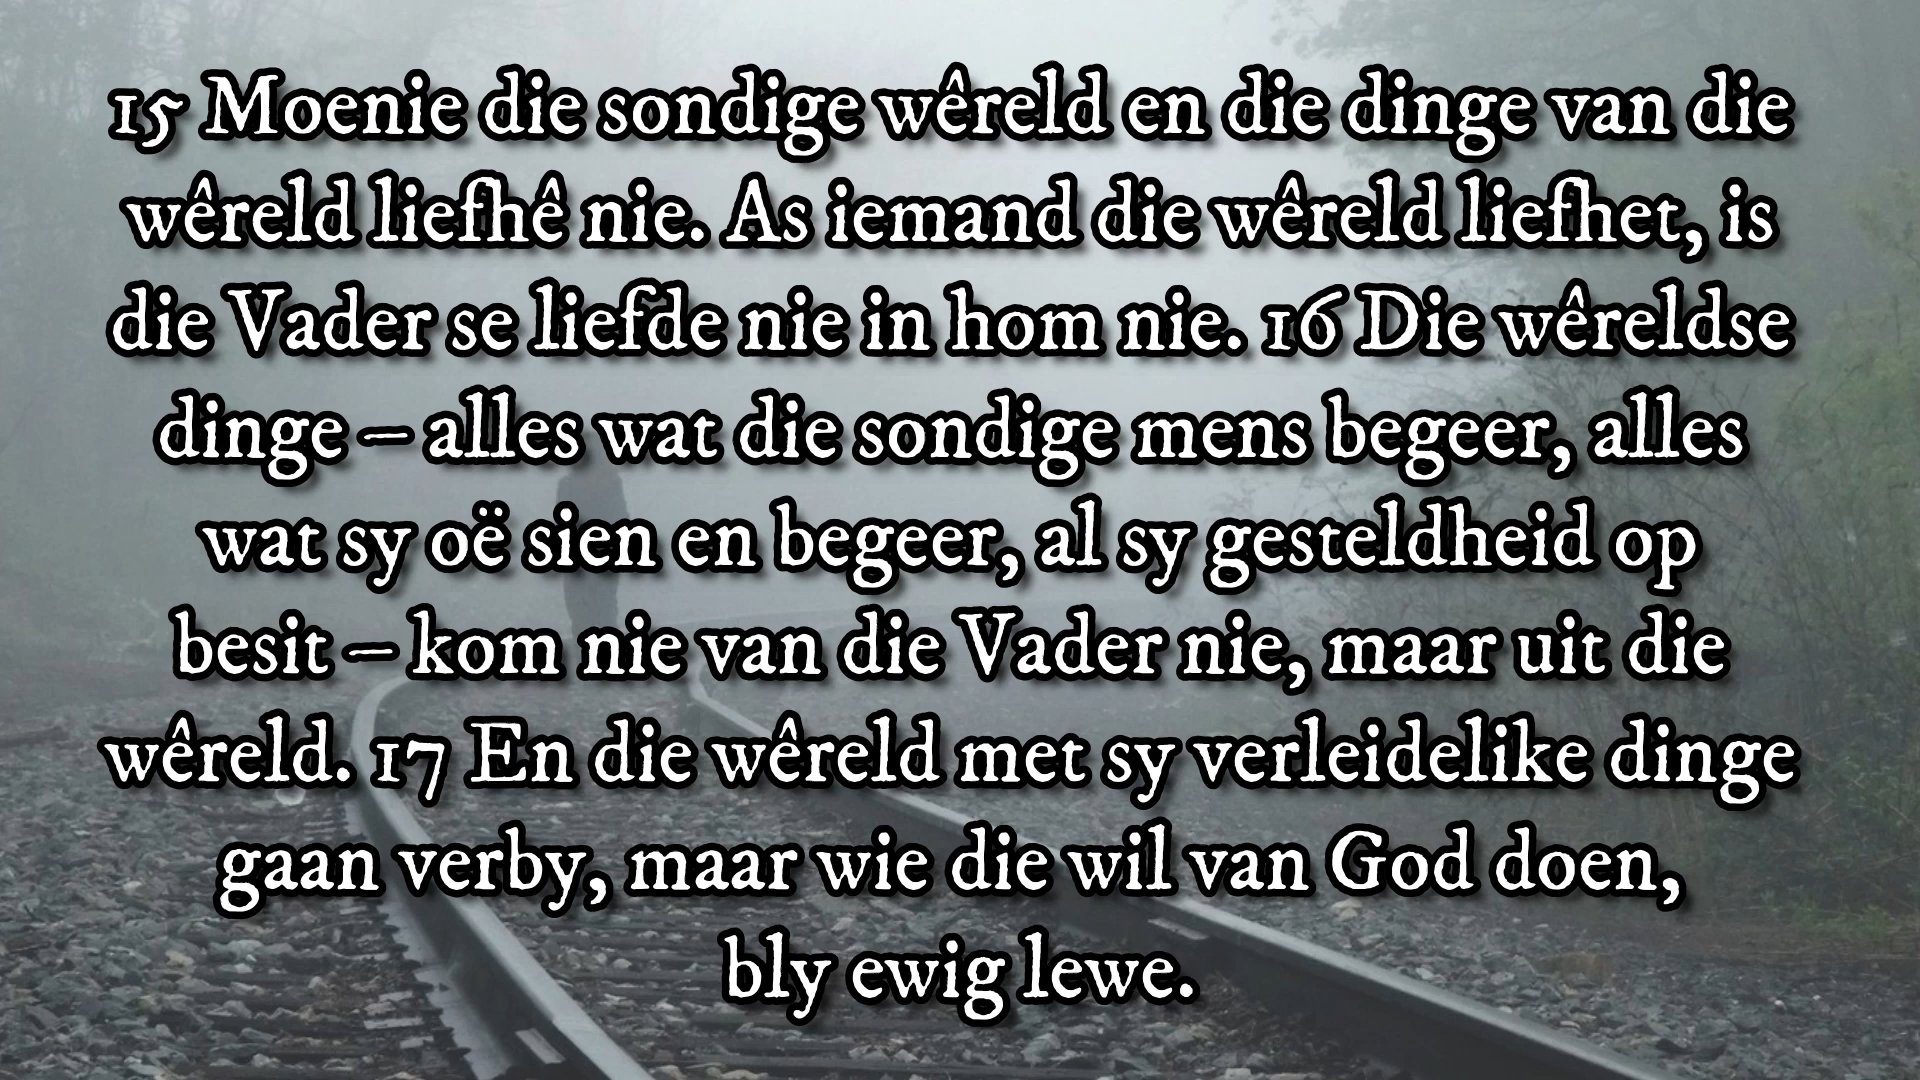 15 Moenie die sondige wêreld en die dinge van die
wêreld liefhê nie. As iemand die wêreld liefhet, is
die Vader se liefde nie in hom nie. 16 Die wêreldse
dinge – alles wat die sondige mens begeer, alles
wat sy oë sien en begeer, al sy gesteldheid op
besit – kom nie van die Vader nie, maar uit die
wêreld. 17 En die wêreld met sy verleidelike dinge
gaan verby, maar wie die wil van God doen,
bly ewig lewe.